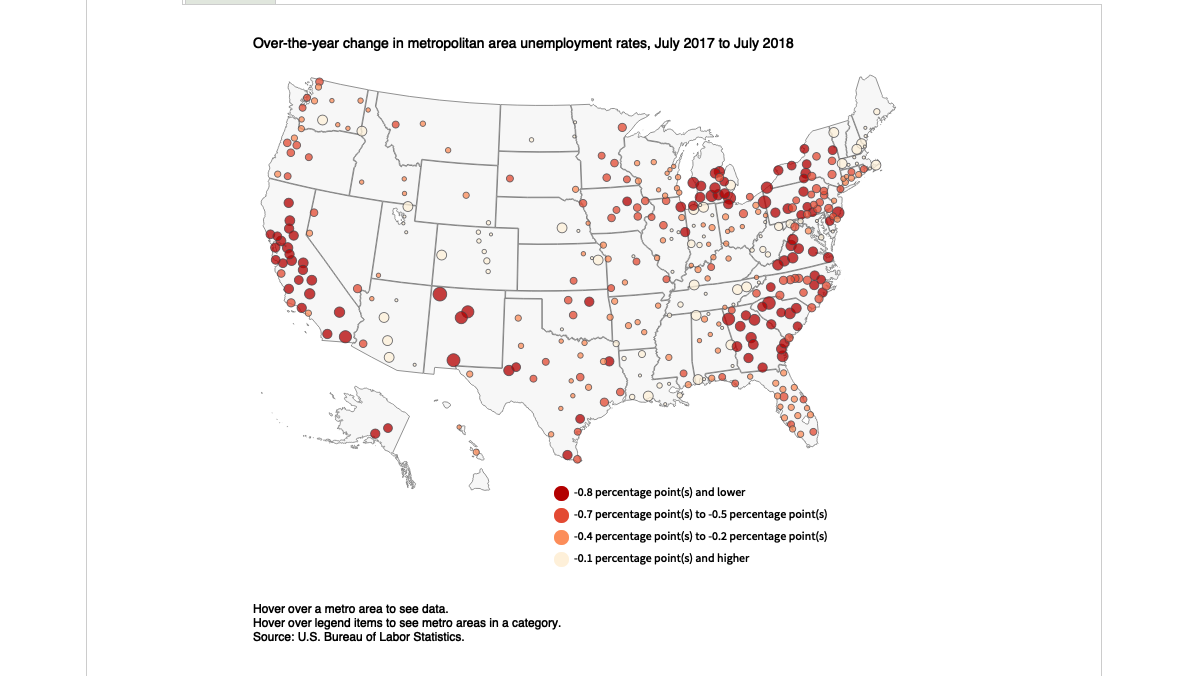 Over-the-year change in metropolitan area unemployment rates, July 2017 to July 2018
-0.8 percentage point(s) and lower
-0.7 percentage point(s) to -0.5 percentage point(s)
-0.4 percentage point(s) to -0.2 percentage point(s)
-0.1 percentage point(s) and higher
Hover over a metro area to see data.
Hover over legend items to see metro areas in a category.
Source: U.S. Bureau of Labor Statistics.